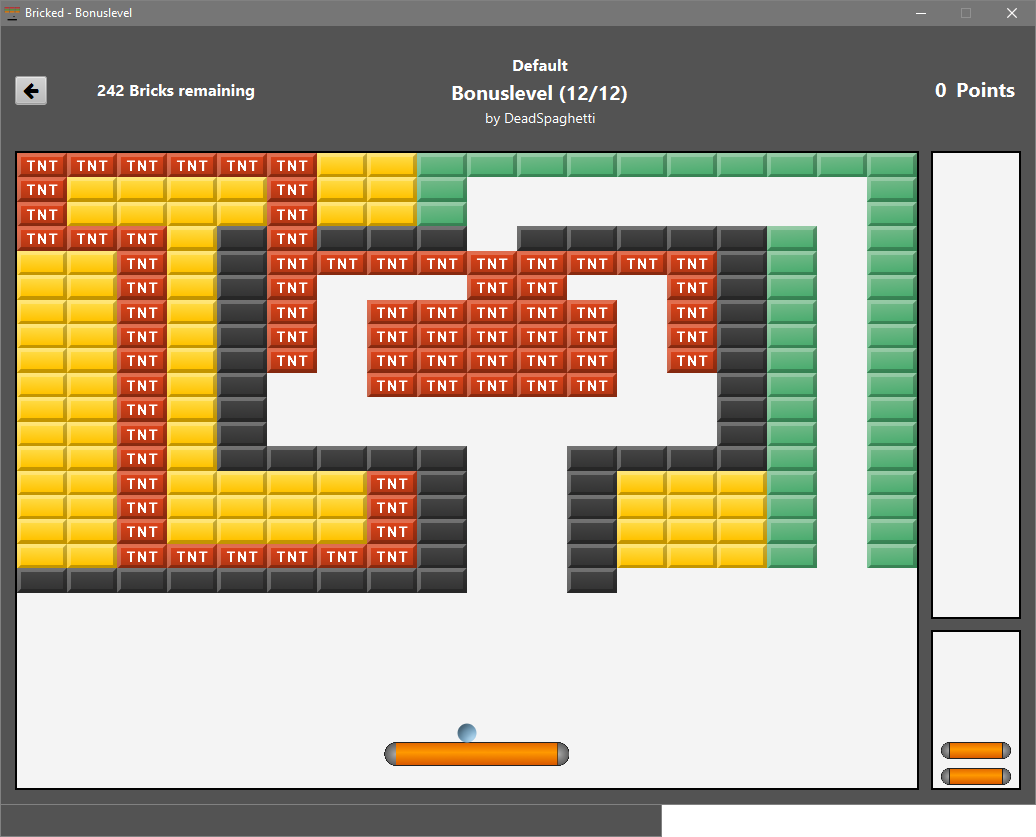 Bricked - Bonuslevel
Default
242 Bricks remaining
Bonuslevel (12/12)
0 Points
by DeadSpaghetti
TNT TNT TNT TNT TNT TNT
TNT TNT
TNT TNT
TNT TNT TNT TNT
TNT TNT TNT TNT TNT TNT TNT TNT TNT TNT
TNT TNT TNT TNT TNT
TNT TNT TNT TNT TNT TNT TNT TNT
TNT TNT TNT TNT TNT TNT TNT TNT
TNT TNT TNT TNT TNT TNT TNT TNT
TNT TNT TNT TNT TNT TNT
TNT
TNT
TNT
TNT TNT
TNT TNT
TNT TNT
TNT TNT TNT TNT TNT TNT